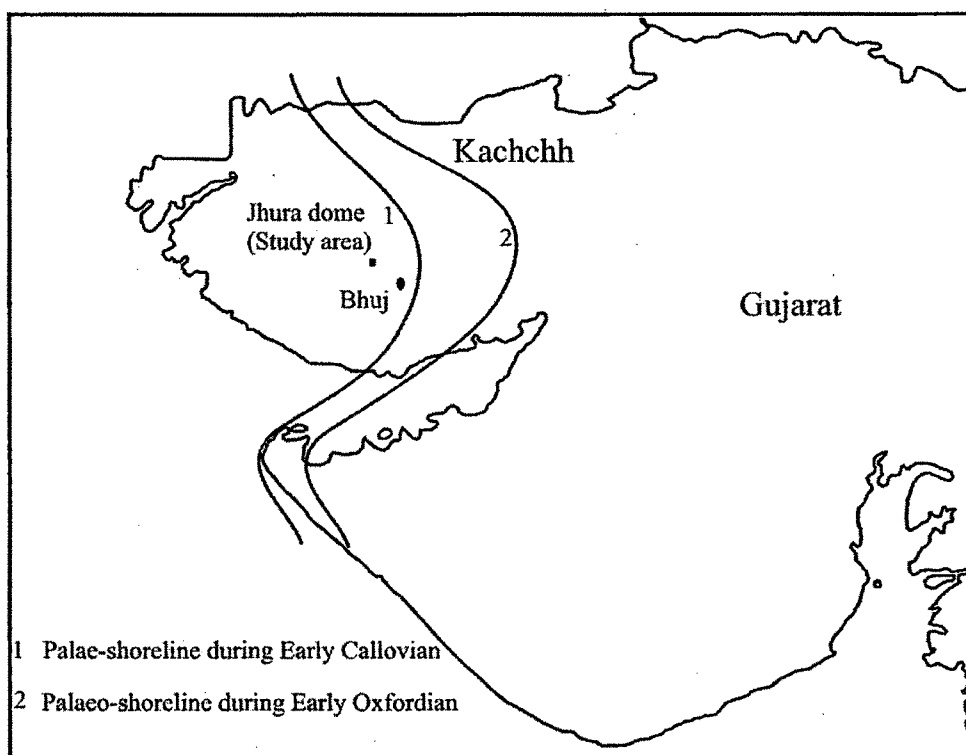 Kachchh
Jhura dome
(Study area)
1
2
Bhuj
Gujarat
1 Palae-shoreline during Early Callovian
2 Palaeo-shoreline during Early Oxfordian